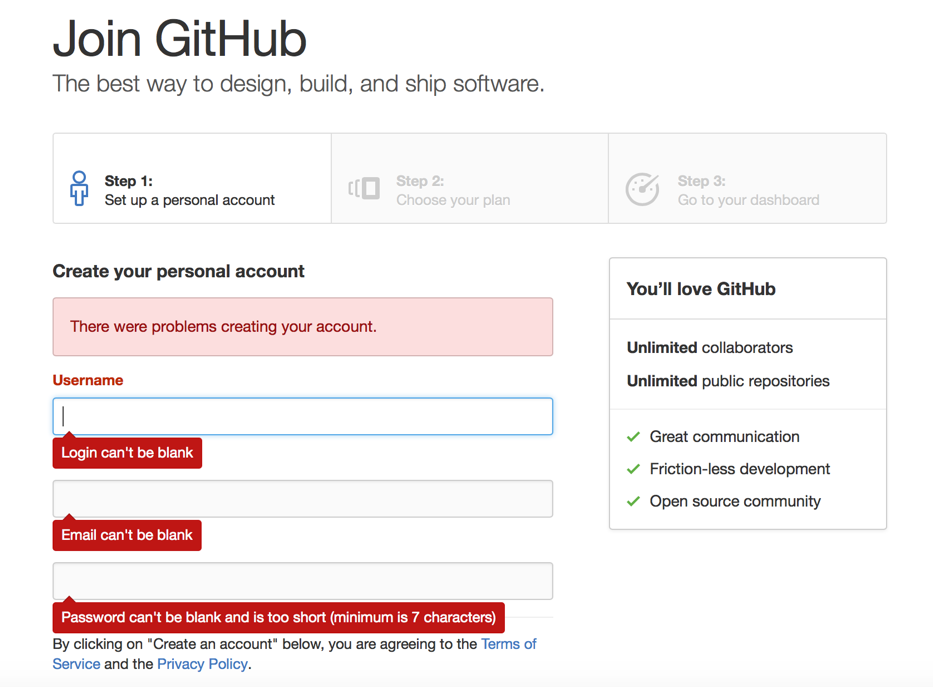 Join GitHub
The best way to design, build, and ship software.
Step 1:
Set up a personal account
Step 2:
Choose your plan
Step 3:
Go to your dashboard
Create your personal account
There were problems creating your account.
Username
Login can't be blank
Email can't be blank
Password can't be blank and is too short (minimum is 7 characters)
By clicking on "Create an account" below, you are agreeing to the Terms of
Service and the Privacy Policy.
You’ll love GitHub
Unlimited collaborators
Unlimited public repositories
Great communication
Friction-less development
Open source community